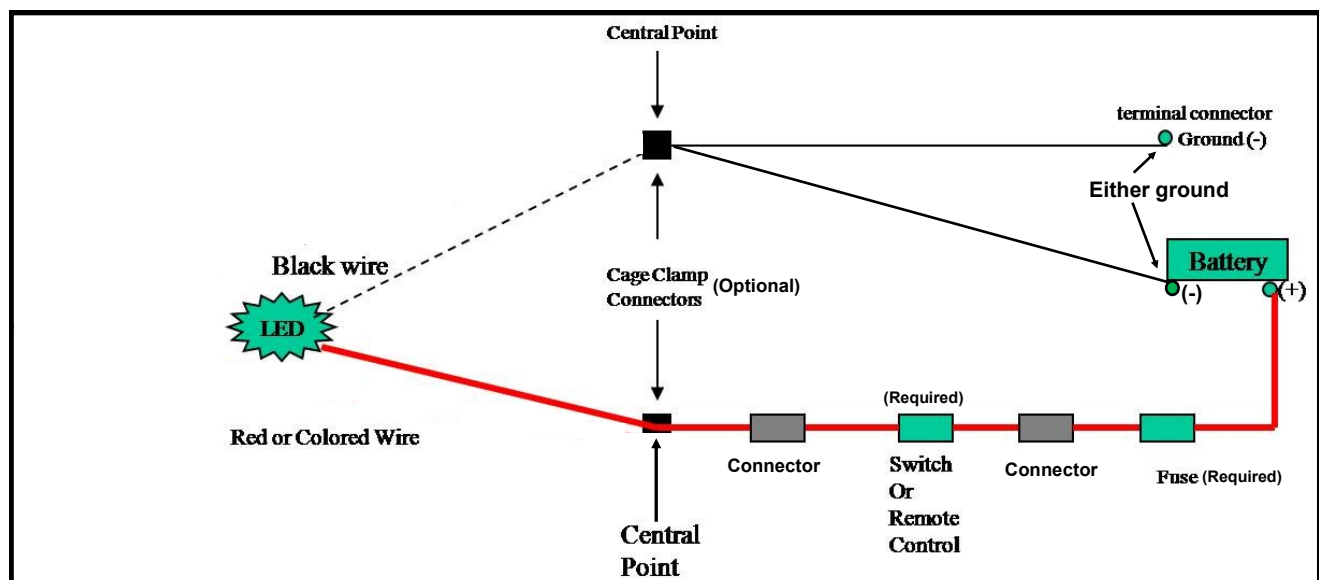 Central Point
terminal connector
Ground (-)
Either ground
Black wire
Cage Clamp (Optional)
Connectors
Battery
(-)
(+)
LED
(Required)
Red or Colored Wire
Connector
Switch
Or
Remote
Control
Connector
Fuse (Required)
Central
Point